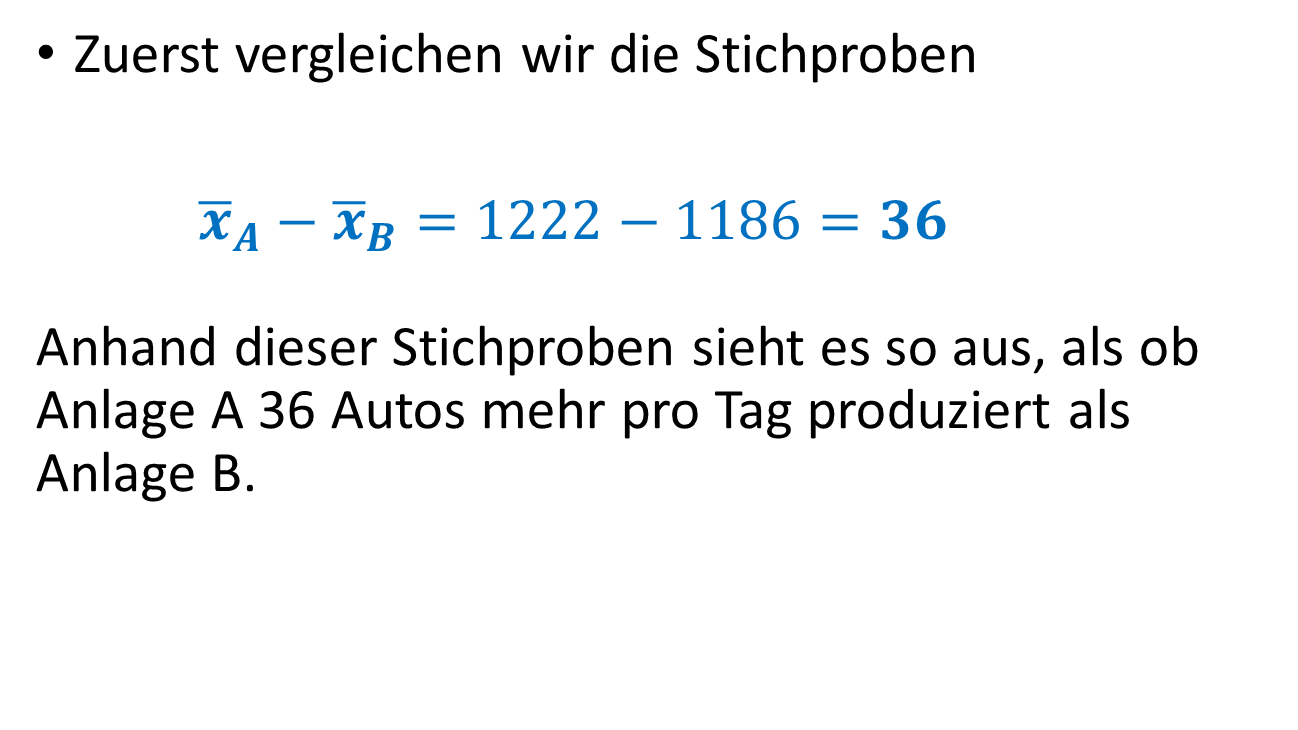 • Zuerst vergleichen wir die Stichproben
x̅_A − x̅_B = 1222 − 1186 = 36
Anhand dieser Stichproben sieht es so aus, als ob
Anlage A 36 Autos mehr pro Tag produziert als
Anlage B.